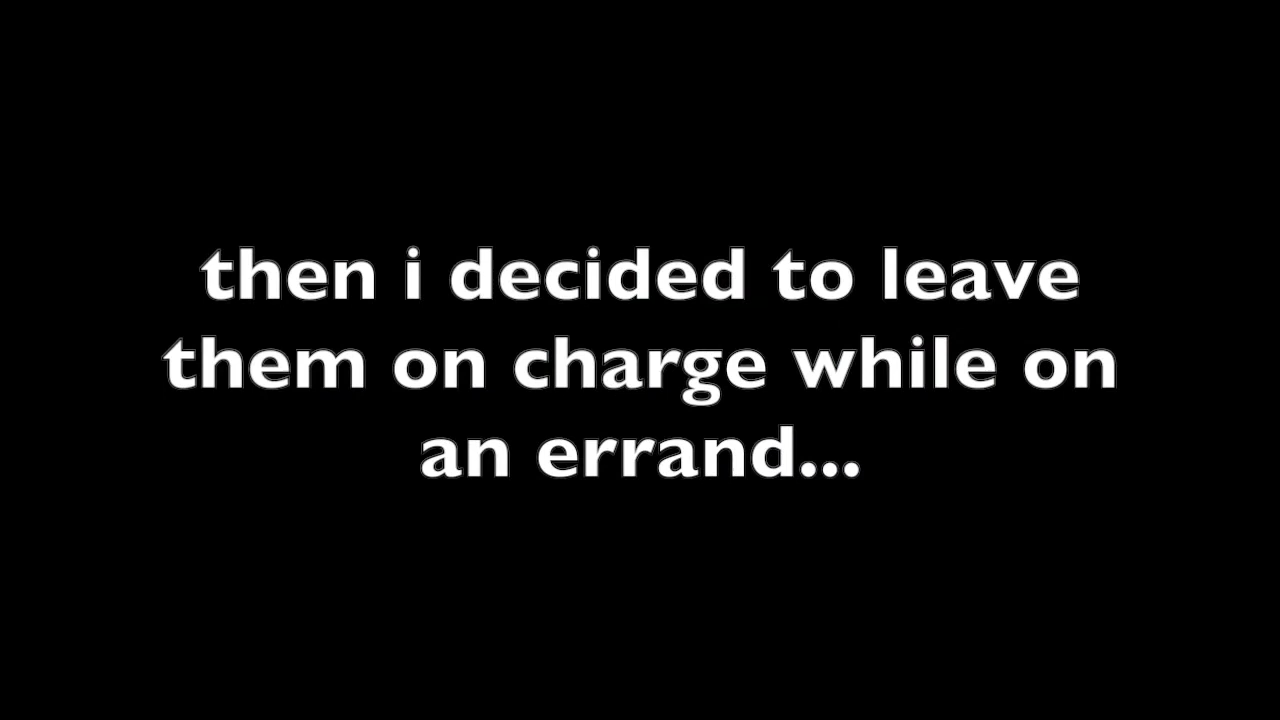 then i decided to leave
them on charge while on
an errand...